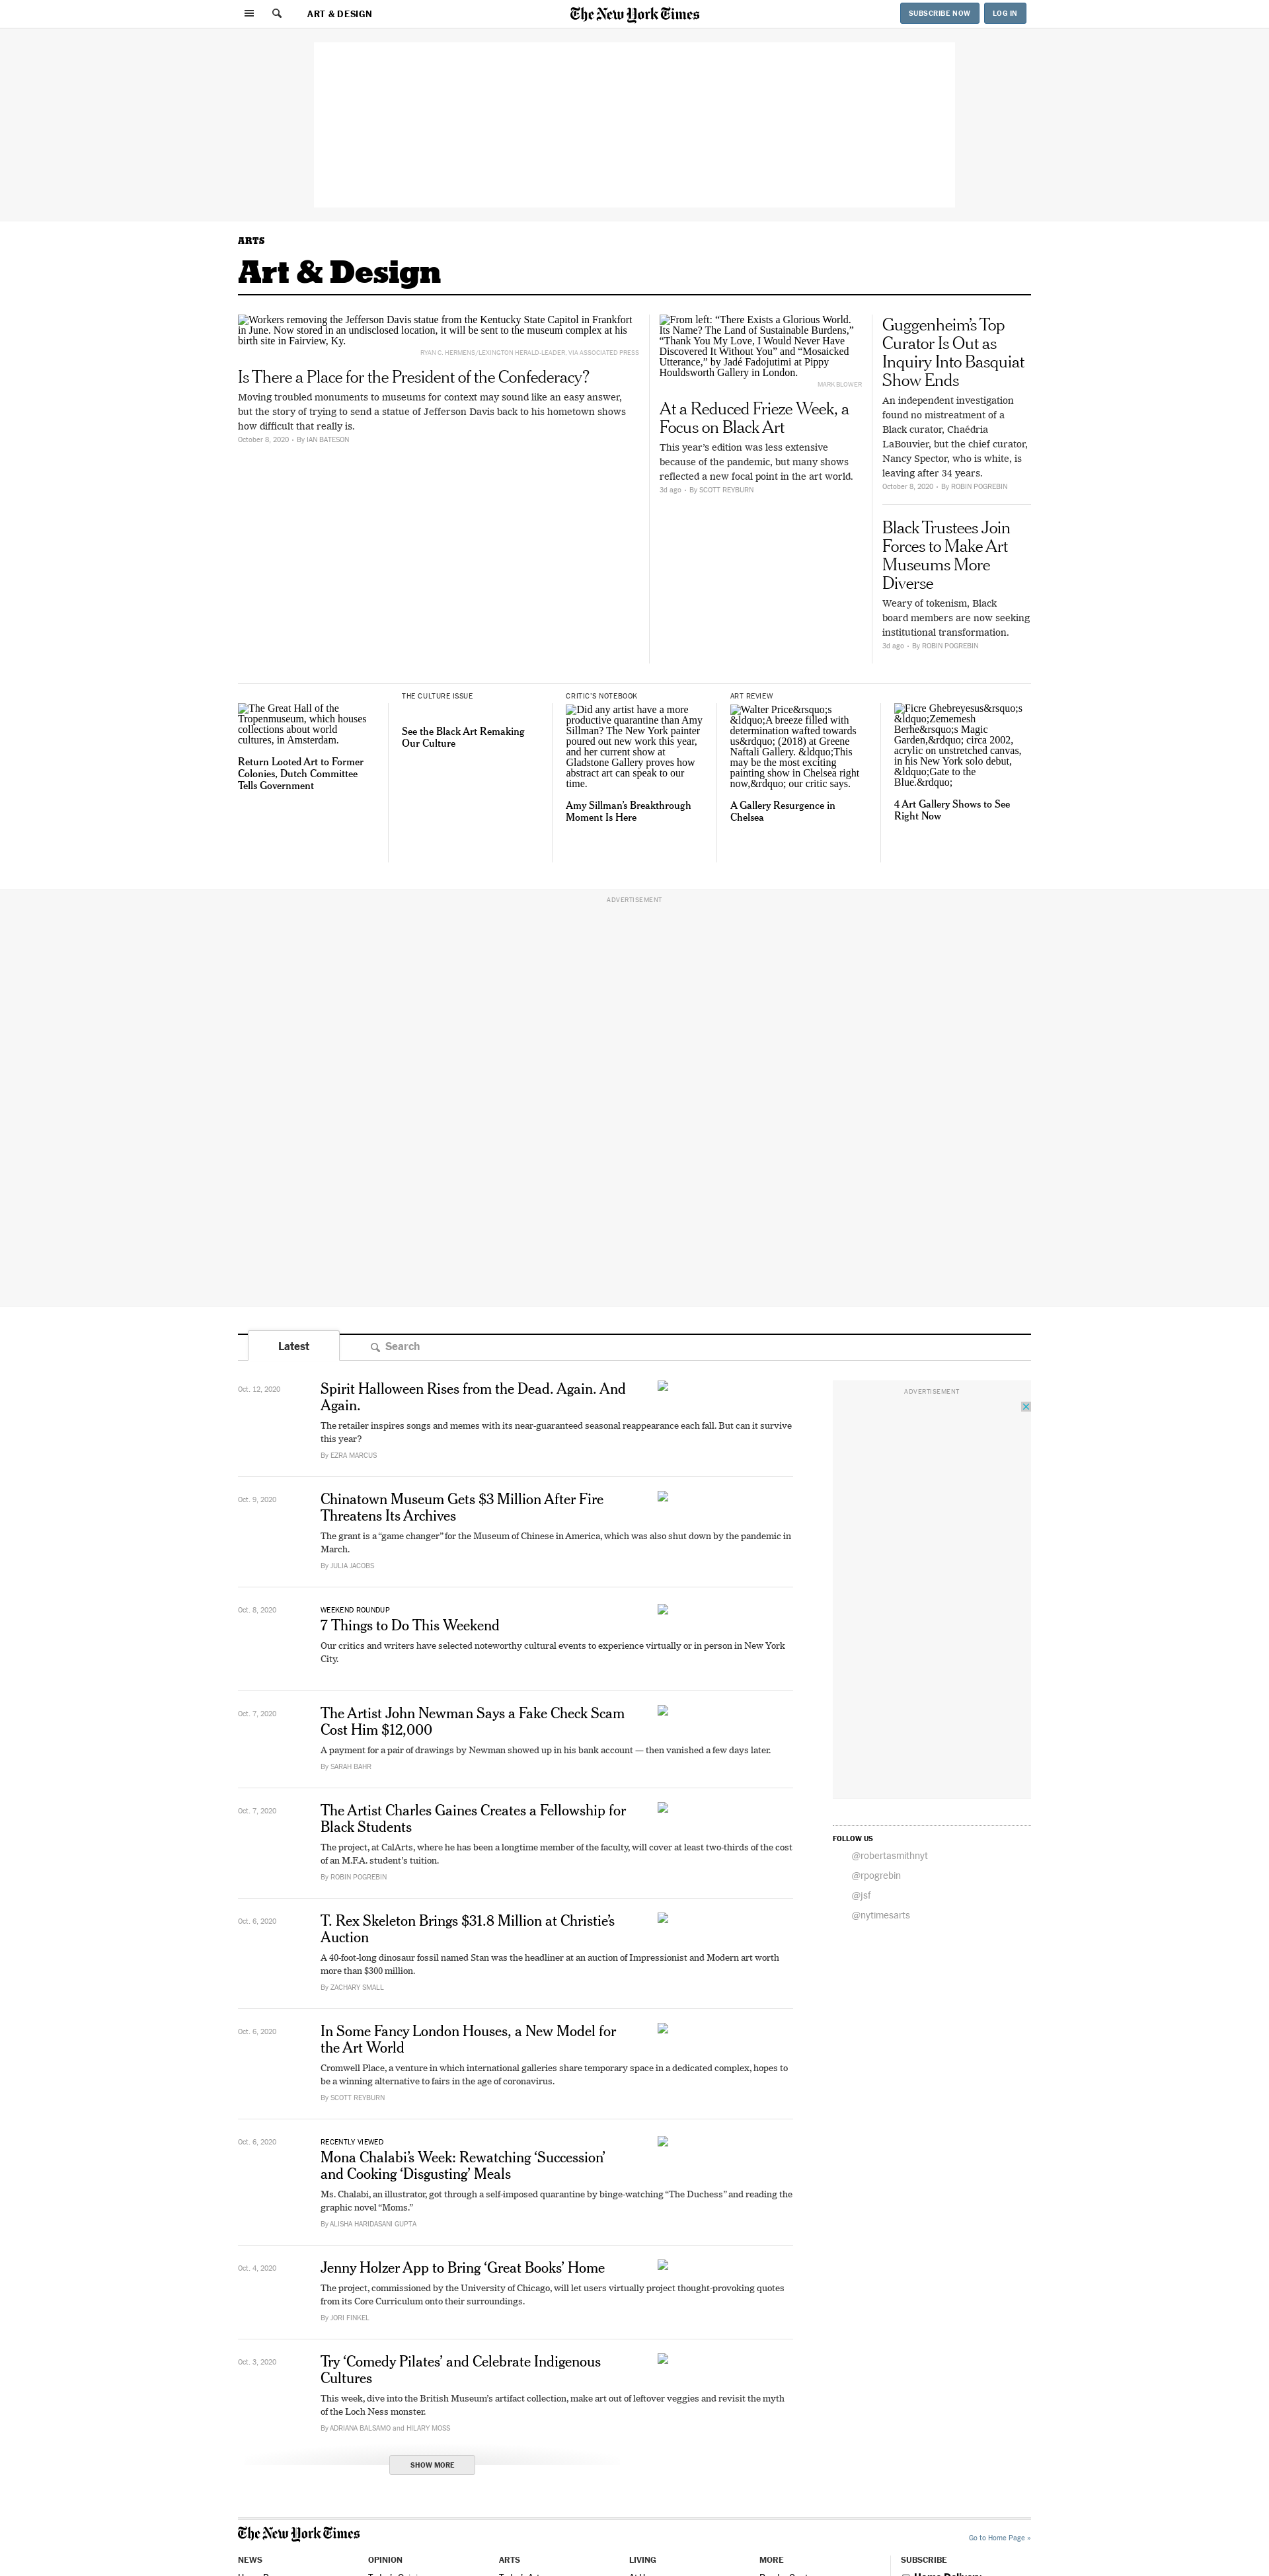 ART & DESIGN
The New York Times
SUBSCRIBE NOW
LOG IN
ARTS
Art & Design
Workers removing the Jefferson Davis statue from the Kentucky State Capitol in Frankfort
in June. Now stored in an undisclosed location, it will be sent to the museum complex at his
birth site in Fairview, Ky.
RYAN C. HERMENS/LEXINGTON HERALD-LEADER, VIA ASSOCIATED PRESS
Is There a Place for the President of the Confederacy?
Moving troubled monuments to museums for context may sound like an easy answer,
but the story of trying to send a statue of Jefferson Davis back to his hometown shows
how difficult that really is.
October 8, 2020 • By IAN BATESON
From left: “There Exists a Glorious World.
Its Name? The Land of Sustainable Burdens,”
“Thank You My Love, I Would Never Have
Discovered It Without You” and “Mosaicked
Utterance,” by Jadé Fadojutimi at Pippy
Houldsworth Gallery in London.
MARK BLOWER
At a Reduced Frieze Week, a
Focus on Black Art
This year’s edition was less extensive
because of the pandemic, but many shows
reflected a new focal point in the art world.
3d ago • By SCOTT REYBURN
Guggenheim’s Top
Curator Is Out as
Inquiry Into Basquiat
Show Ends
An independent investigation
found no mistreatment of a
Black curator, Chaédria
LaBouvier, but the chief curator,
Nancy Spector, who is white, is
leaving after 34 years.
October 8, 2020 • By ROBIN POGREBIN
Black Trustees Join
Forces to Make Art
Museums More
Diverse
Weary of tokenism, Black
board members are now seeking
institutional transformation.
3d ago • By ROBIN POGREBIN
The Great Hall of the
Tropenmuseum, which houses
collections about world
cultures, in Amsterdam.
Return Looted Art to Former
Colonies, Dutch Committee
Tells Government
THE CULTURE ISSUE
See the Black Art Remaking
Our Culture
CRITIC’S NOTEBOOK
Did any artist have a more
productive quarantine than Amy
Sillman? The New York painter
poured out new work this year,
and her current show at
Gladstone Gallery proves how
abstract art can speak to our
time.
Amy Sillman’s Breakthrough
Moment Is Here
ART REVIEW
Walter Price&rsquo;s
&ldquo;A breeze filled with
determination wafted towards
us&rdquo; (2018) at Greene
Naftali Gallery. &ldquo;This
may be the most exciting
painting show in Chelsea right
now,&rdquo; our critic says.
A Gallery Resurgence in
Chelsea
Ficre Ghebreyesus&rsquo;s
&ldquo;Zememesh
Berhe&rsquo;s Magic
Garden,&rdquo; circa 2002,
acrylic on unstretched canvas,
in his New York solo debut,
&ldquo;Gate to the
Blue.&rdquo;
4 Art Gallery Shows to See
Right Now
ADVERTISEMENT
Latest
Search
Oct. 12, 2020
Spirit Halloween Rises from the Dead. Again. And
Again.
The retailer inspires songs and memes with its near-guaranteed seasonal reappearance each fall. But can it survive
this year?
By EZRA MARCUS
Oct. 9, 2020
Chinatown Museum Gets $3 Million After Fire
Threatens Its Archives
The grant is a “game changer” for the Museum of Chinese in America, which was also shut down by the pandemic in
March.
By JULIA JACOBS
Oct. 8, 2020
WEEKEND ROUNDUP
7 Things to Do This Weekend
Our critics and writers have selected noteworthy cultural events to experience virtually or in person in New York
City.
Oct. 7, 2020
The Artist John Newman Says a Fake Check Scam
Cost Him $12,000
A payment for a pair of drawings by Newman showed up in his bank account — then vanished a few days later.
By SARAH BAHR
Oct. 7, 2020
The Artist Charles Gaines Creates a Fellowship for
Black Students
The project, at CalArts, where he has been a longtime member of the faculty, will cover at least two-thirds of the cost
of an M.F.A. student’s tuition.
By ROBIN POGREBIN
Oct. 6, 2020
T. Rex Skeleton Brings $31.8 Million at Christie’s
Auction
A 40-foot-long dinosaur fossil named Stan was the headliner at an auction of Impressionist and Modern art worth
more than $300 million.
By ZACHARY SMALL
Oct. 6, 2020
In Some Fancy London Houses, a New Model for
the Art World
Cromwell Place, a venture in which international galleries share temporary space in a dedicated complex, hopes to
be a winning alternative to fairs in the age of coronavirus.
By SCOTT REYBURN
Oct. 6, 2020
RECENTLY VIEWED
Mona Chalabi’s Week: Rewatching ‘Succession’
and Cooking ‘Disgusting’ Meals
Ms. Chalabi, an illustrator, got through a self-imposed quarantine by binge-watching “The Duchess” and reading the
graphic novel “Moms.”
By ALISHA HARIDASANI GUPTA
Oct. 4, 2020
Jenny Holzer App to Bring ‘Great Books’ Home
The project, commissioned by the University of Chicago, will let users virtually project thought-provoking quotes
from its Core Curriculum onto their surroundings.
By JORI FINKEL
Oct. 3, 2020
Try ‘Comedy Pilates’ and Celebrate Indigenous
Cultures
This week, dive into the British Museum’s artifact collection, make art out of leftover veggies and revisit the myth
of the Loch Ness monster.
By ADRIANA BALSAMO and HILARY MOSS
SHOW MORE
ADVERTISEMENT
FOLLOW US
@robertasmithnyt
@rpogrebin
@jsf
@nytimesarts
The New York Times
Go to Home Page »
NEWS
OPINION
ARTS
LIVING
MORE
SUBSCRIBE